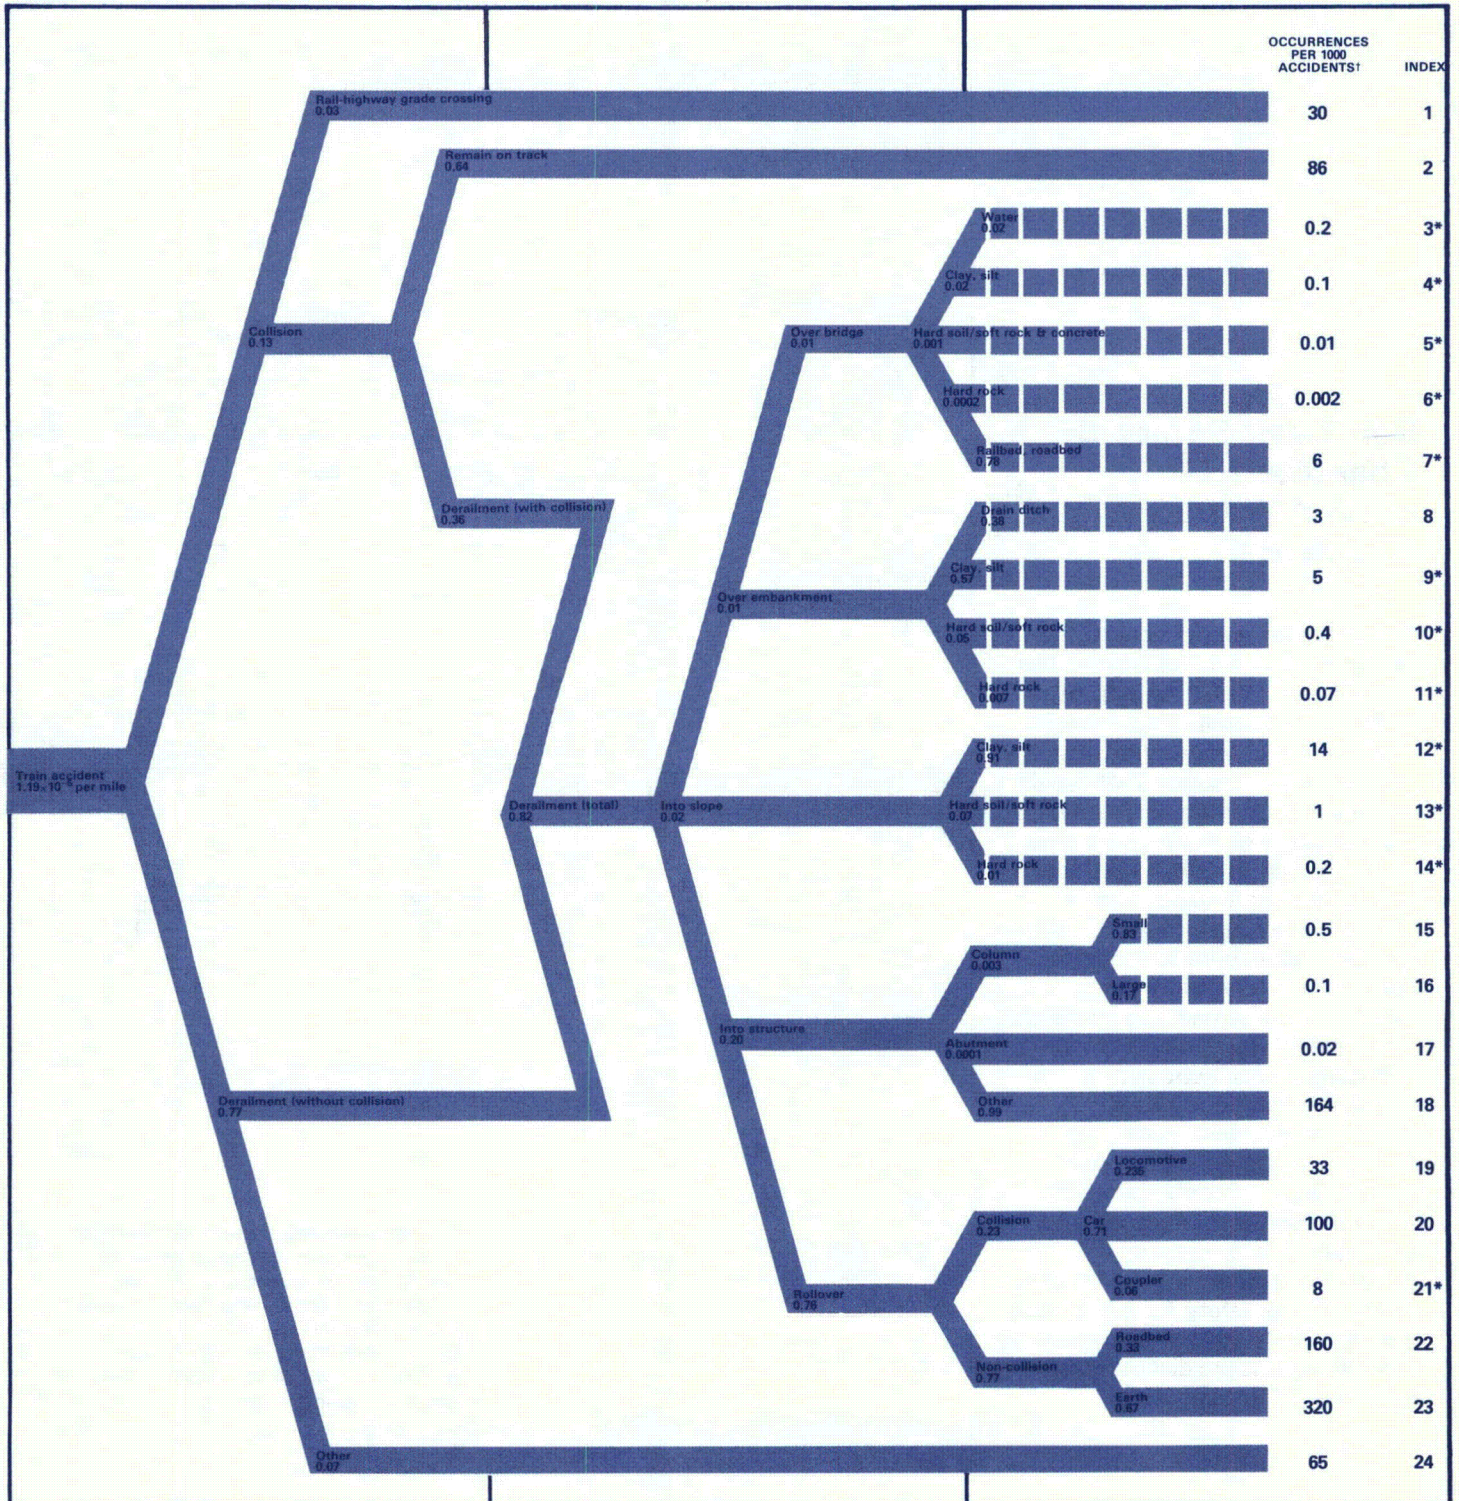 OCCURRENCES
PER 1000
ACCIDENTS†
INDEX
Rail-highway grade crossing
0.03
30
1
Remain on track
0.64
86
2
Water
0.02
0.2
3*
Clay, silt
0.02
0.1
4*
Collision
0.13
Over bridge
0.01
Hard soil/soft rock & concrete
0.001
0.01
5*
Hard rock
0.0002
0.002
6*
Railbed, roadbed
0.78
6
7*
Derailment (with collision)
0.36
Drain ditch
0.38
3
8
Clay, silt
0.57
5
9*
Over embankment
0.01
Hard soil/soft rock
0.05
0.4
10*
Hard rock
0.007
0.07
11*
Clay, silt
0.91
14
12*
Train accident
per mile
Derailment (total)
0.82
Into slope
0.02
Hard soil/soft rock
0.07
1
13*
Hard rock
0.01
0.2
14*
Small
0.83
0.5
15
Column
0.003
Large
0.17
0.1
16
Into structure
0.20
Abutment
0.0001
0.02
17
Derailment (without collision)
0.77
Other
0.99
164
18
Locomotive
0.235
33
19
Collision
0.23
Car
0.71
100
20
Coupler
0.06
8
21*
Rollover
0.76
Roadbed
0.33
160
22
Non-collision
0.77
Earth
0.67
320
23
Other
0.07
65
24